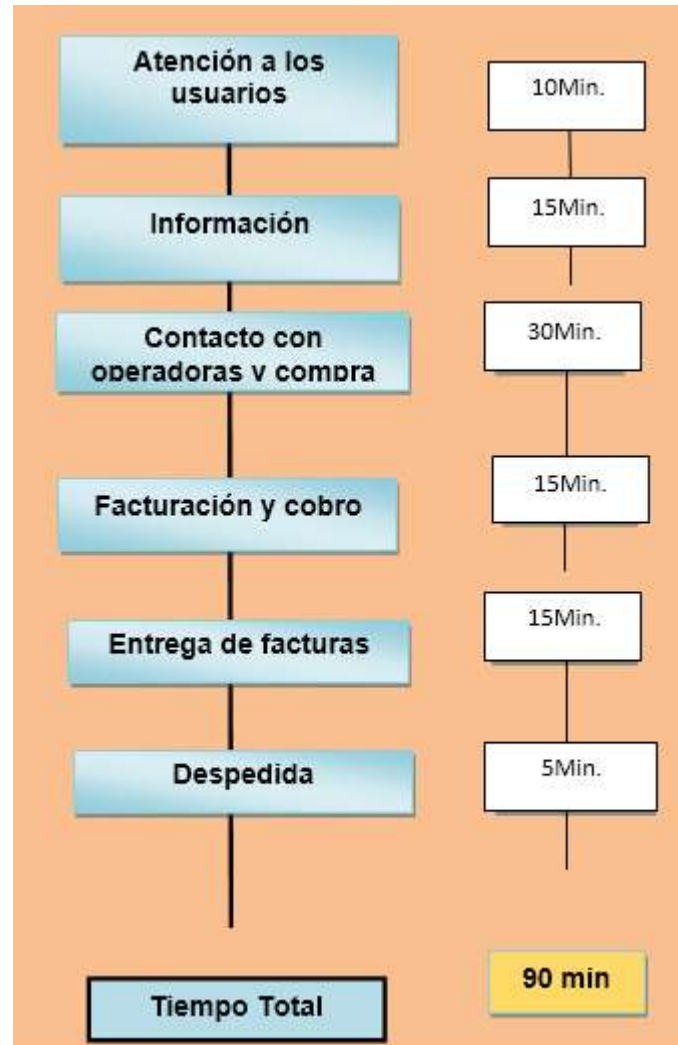 Atención a los
usuarios
10Min.
Información
15Min.
Contacto con
operadoras y compra
30Min.
Facturación y cobro
15Min.
Entrega de facturas
15Min.
Despedida
5Min.
Tiempo Total
90 min